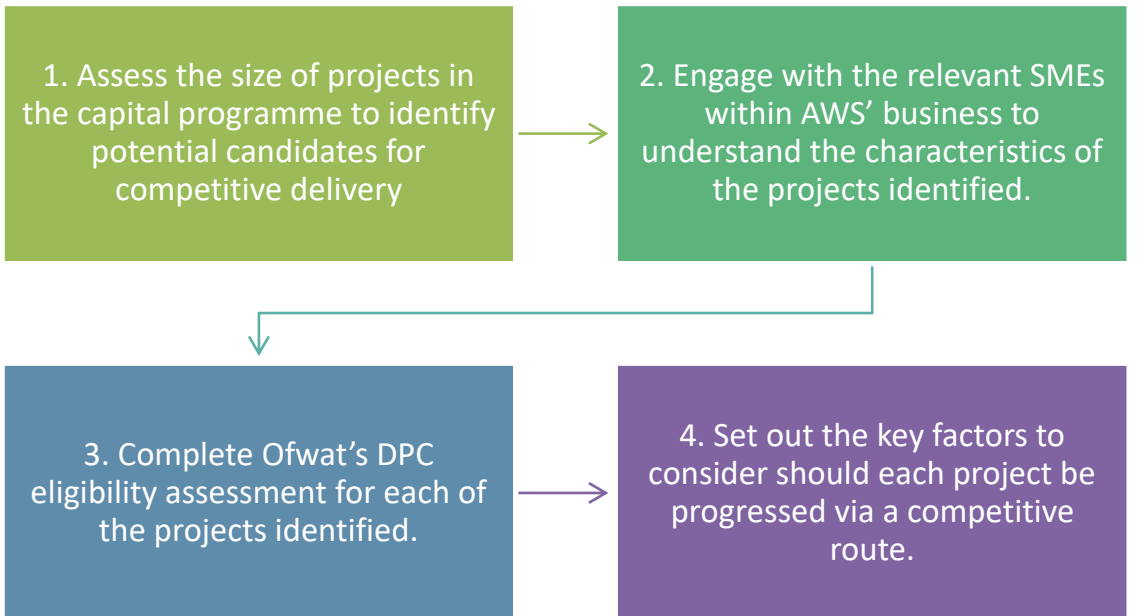 1. Assess the size of projects in
the capital programme to identify
potential candidates for
competitive delivery
2. Engage with the relevant SMEs
within AWS’ business to
understand the characteristics of
the projects identified.
3. Complete Ofwat’s DPC
eligibility assessment for each of
the projects identified.
4. Set out the key factors to
consider should each project be
progressed via a competitive
route.